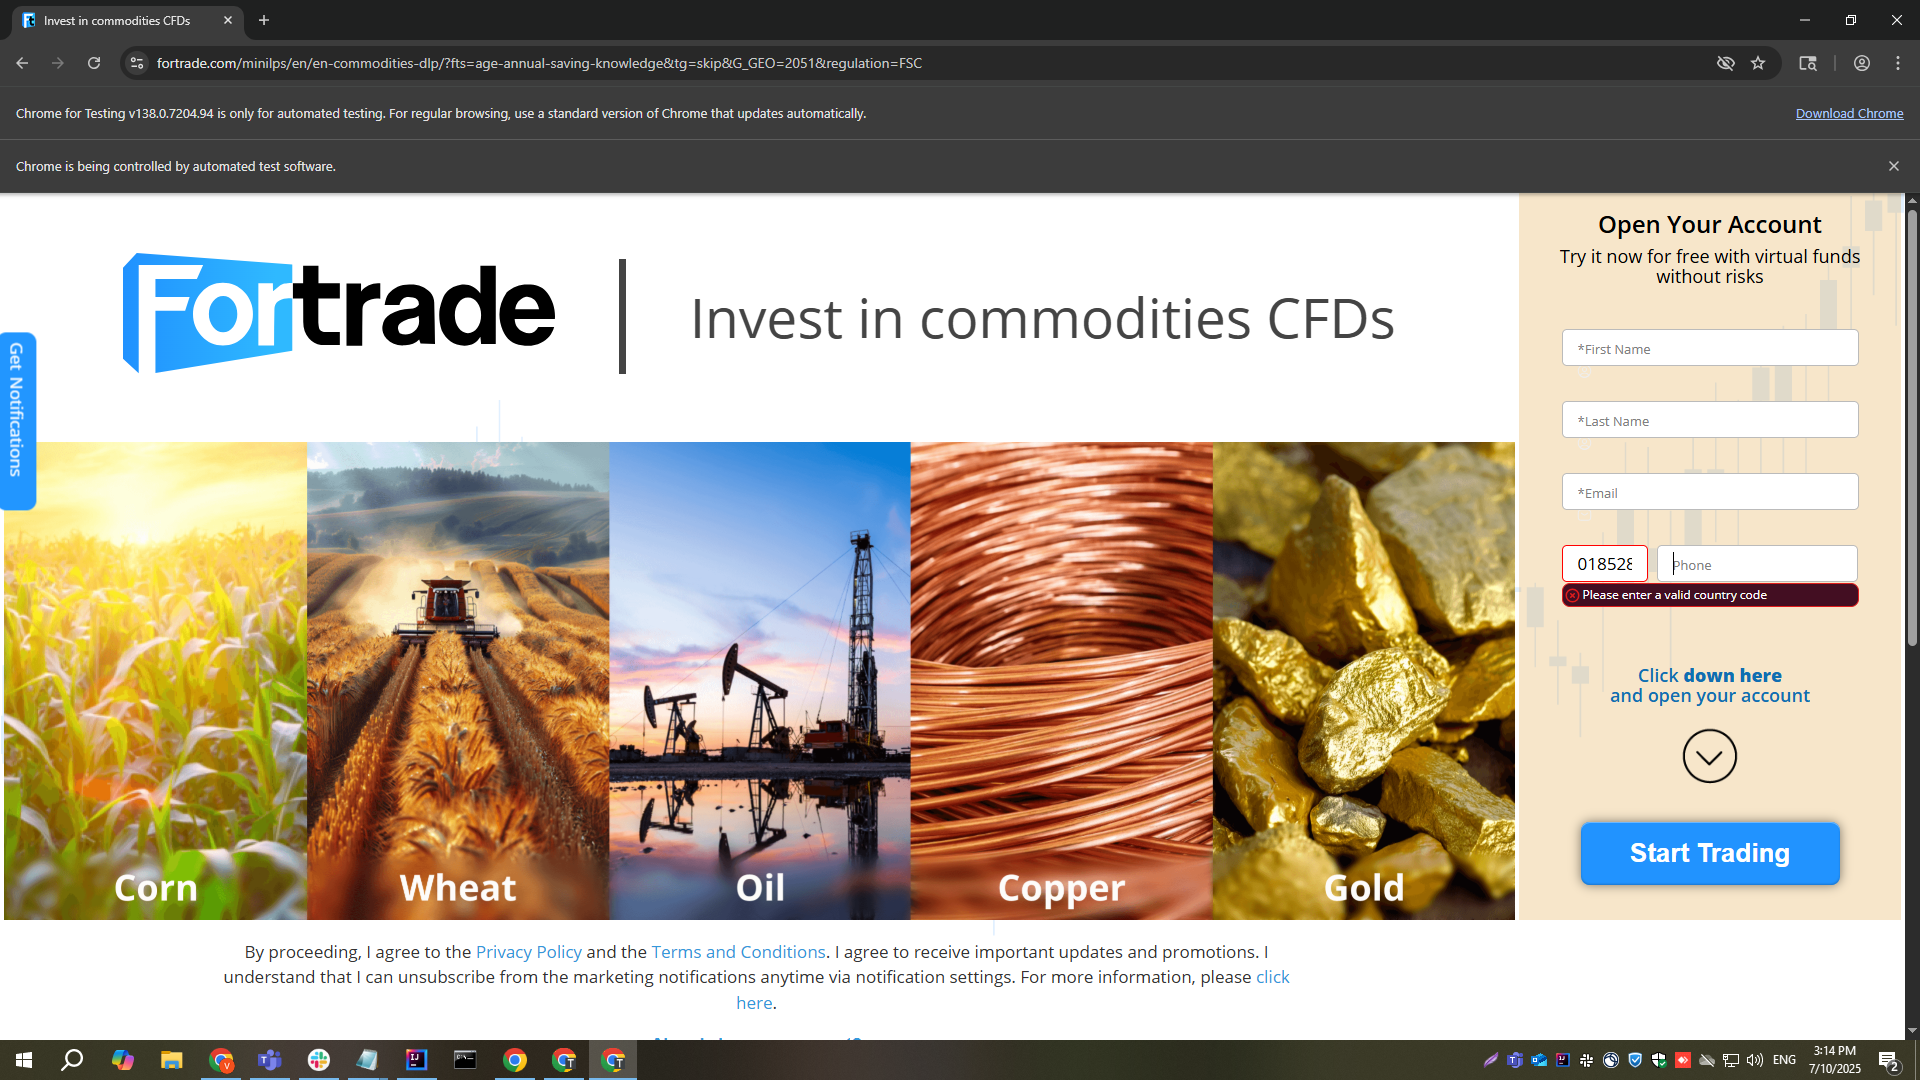 Invest in commodities CFDs
fortrade.com/minilps/en/en-commodities-dlp/?fts=age-annual-saving-knowledge&tg=skip&G_GEO=2051&regulation=FSC
Chrome for Testing v138.0.7204.94 is only for automated testing. For regular browsing, use a standard version of Chrome that updates automatically.
Download Chrome
Chrome is being controlled by automated test software.
Get Notifications
Fortrade
Invest in commodities CFDs
Corn
Wheat
Oil
Copper
Gold
Open Your Account
Try it now for free with virtual funds
without risks
*First Name
*Last Name
*Email
018528
Phone
Please enter a valid country code
Click down here
and open your account
Start Trading
By proceeding, I agree to the Privacy Policy and the Terms and Conditions. I agree to receive important updates and promotions. I
understand that I can unsubscribe from the marketing notifications anytime via notification settings. For more information, please click
here.
ENG
3:14 PM
7/10/2025
2